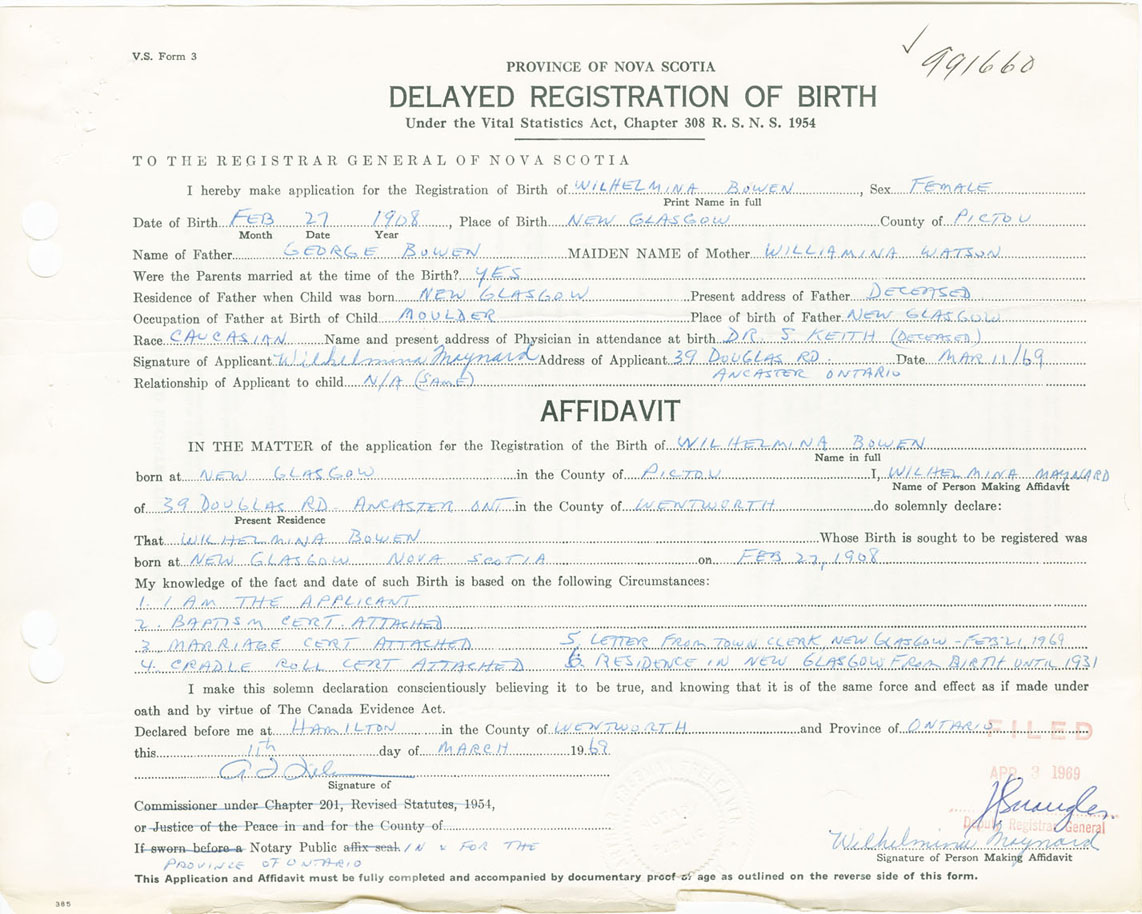 V.S. Form 3
991660
PROVINCE OF NOVA SCOTIA
DELAYED REGISTRATION OF BIRTH
Under the Vital Statistics Act, Chapter 308 R. S. N. S. 1954
TO THE REGISTRAR GENERAL OF NOVA SCOTIA
I hereby make application for the Registration of Birth of WILHELMINA BOWEN, Sex FEMALE
Print Name in full
Date of Birth FEB 27 1908, Place of Birth NEW GLASGOW County of PICTOU
Month Date Year
Name of Father GEORGE BOWEN MAIDEN NAME of Mother WILLIAMINA WATSON
Were the Parents married at the time of the Birth? YES
Residence of Father when Child was born NEW GLASGOW Present address of Father DECEASED
Occupation of Father at Birth of Child MOULDER Place of birth of Father NEW GLASGOW
Race CAUCASIAN Name and present address of Physician in attendance at birth DR. S KEITH (DECEASED)
Signature of Applicant Wilhelmina Maynard Address of Applicant 39 DOUGLAS RD. Date MAR 11/69
ANCASTER ONTARIO
Relationship of Applicant to child N/A (SAME)
AFFIDAVIT
IN THE MATTER of the application for the Registration of the Birth of WILHELMINA BOWEN
Name in full
born at NEW GLASGOW in the County of PICTOU I, WILHELMINA MAYNARD
Name of Person Making Affidavit
of 39 DOUGLAS RD ANCASTER ONT in the County of WENTWORTH do solemnly declare:
Present Residence
That WILHELMINA BOWEN Whose Birth is sought to be registered was
born at NEW GLASGOW NOVA SCOTIA on FEB 27, 1908
My knowledge of the fact and date of such Birth is based on the following Circumstances:
1. I AM THE APPLICANT
2. BAPTISM CERT. ATTACHED
3. MARRIAGE CERT ATTACHED 5. LETTER FROM TOWN CLERK, NEW GLASGOW - FEB 21, 1969
4. CRADLE ROLL CERT ATTACHED 6. RESIDENCE IN NEW GLASGOW FROM BIRTH UNTIL 1931
I make this solemn declaration conscientiously believing it to be true, and knowing that it is of the same force and effect as if made under
oath and by virtue of The Canada Evidence Act.
Declared before me at HAMILTON in the County of WENTWORTH and Province of ONTARIO
FILED
this 11th day of MARCH 1969
APR 3 1969
Signature of
Commissioner under Chapter 201, Revised Statutes, 1954,
or Justice of the Peace in and for the County of
Deputy Registrar General
If sworn before a Notary Public affix seal. IN & FOR THE
PROVINCE OF ONTARIO
Wilhelmina Maynard
Signature of Person Making Affidavit
This Application and Affidavit must be fully completed and accompanied by documentary proof of age as outlined on the reverse side of this form.
365